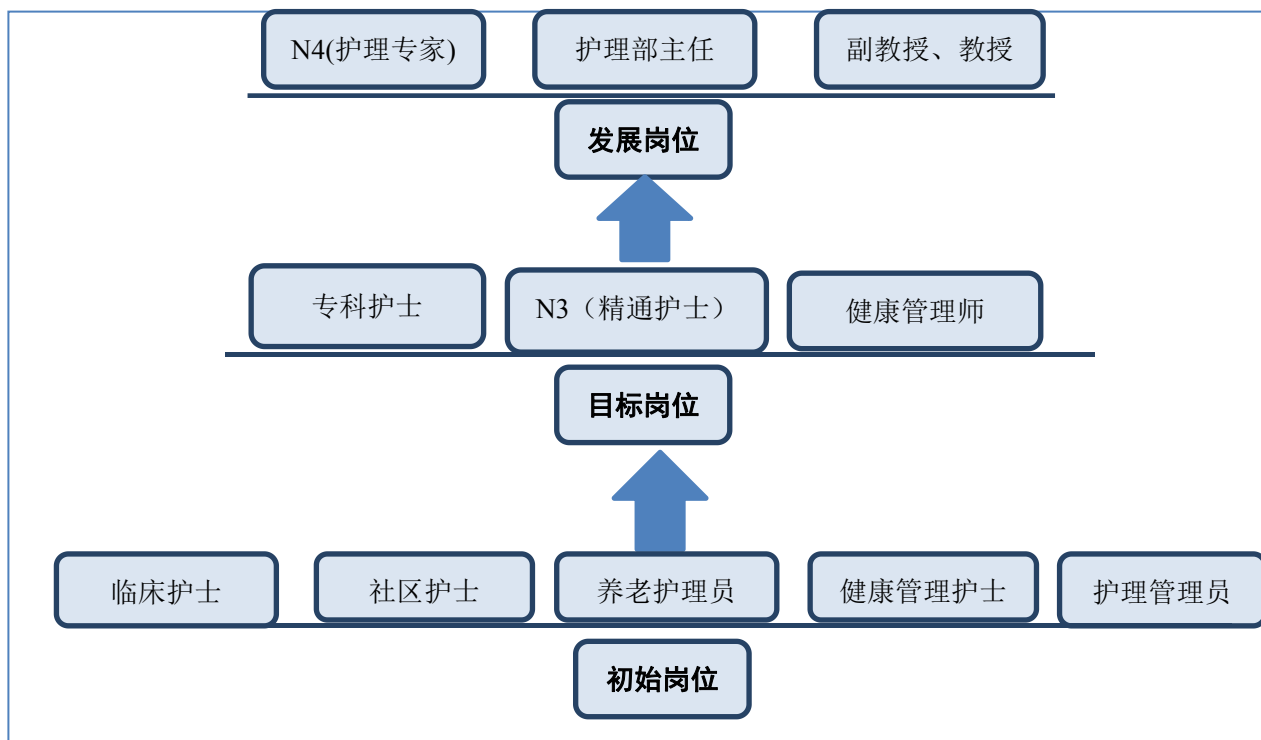 N4(护理专家) 护理部主任 副教授、教授
发展岗位
专科护士 N3（精通护士） 健康管理师
目标岗位
临床护士 社区护士 养老护理员 健康管理护士 护理管理员
初始岗位